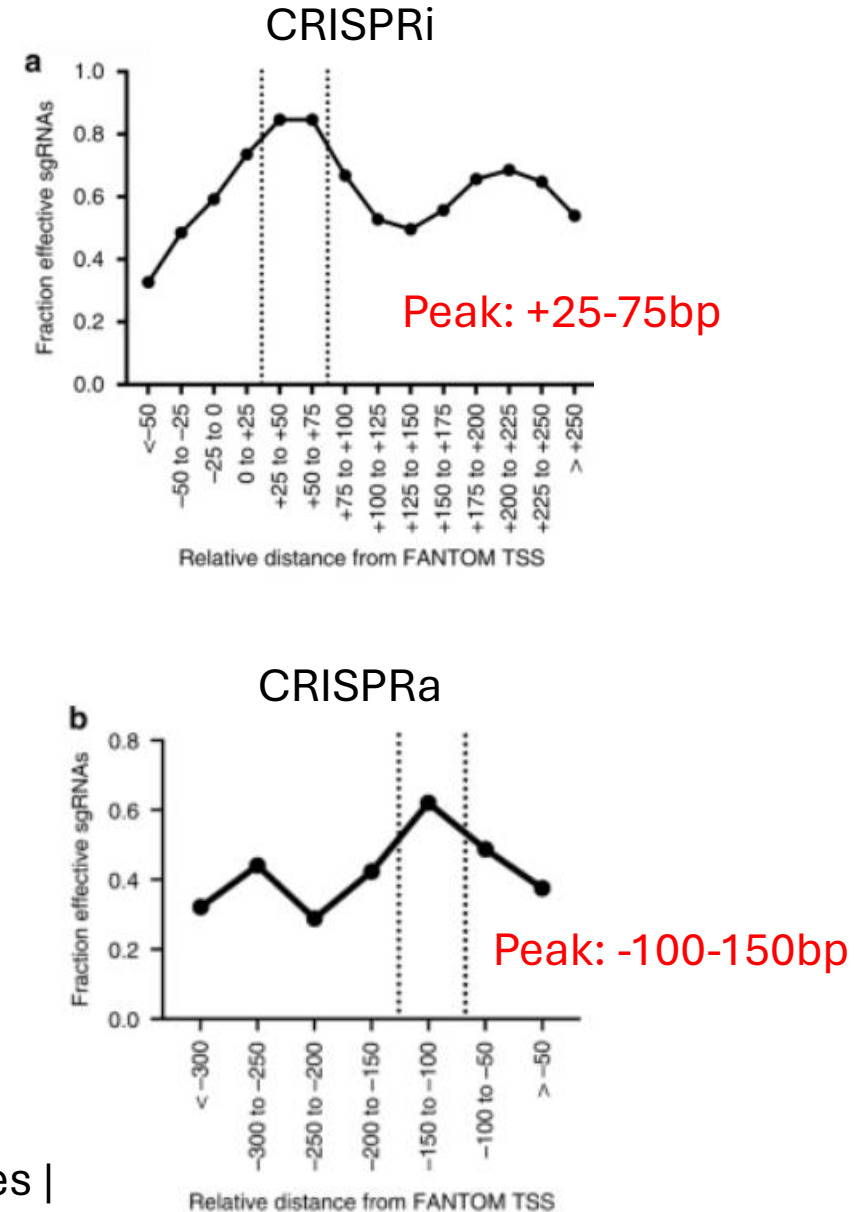 CRISPRi
a
Fraction effective sgRNAs
1.0
0.8
0.6
0.4
0.2
0.0
<–50
–50 to –25
–25 to 0
0 to +25
+25 to +50
+50 to +75
+75 to +100
+100 to +125
+125 to +150
+150 to +175
+175 to +200
+200 to +225
+225 to +250
> +250
Relative distance from FANTOM TSS
Peak: +25-75bp
CRISPRa
b
Fraction effective sgRNAs
0.8
0.6
0.4
0.2
0.0
< –300
–300 to –250
–250 to –200
–200 to –150
–150 to –100
–100 to –50
> –50
Relative distance from FANTOM TSS
Peak: -100-150bp
es |